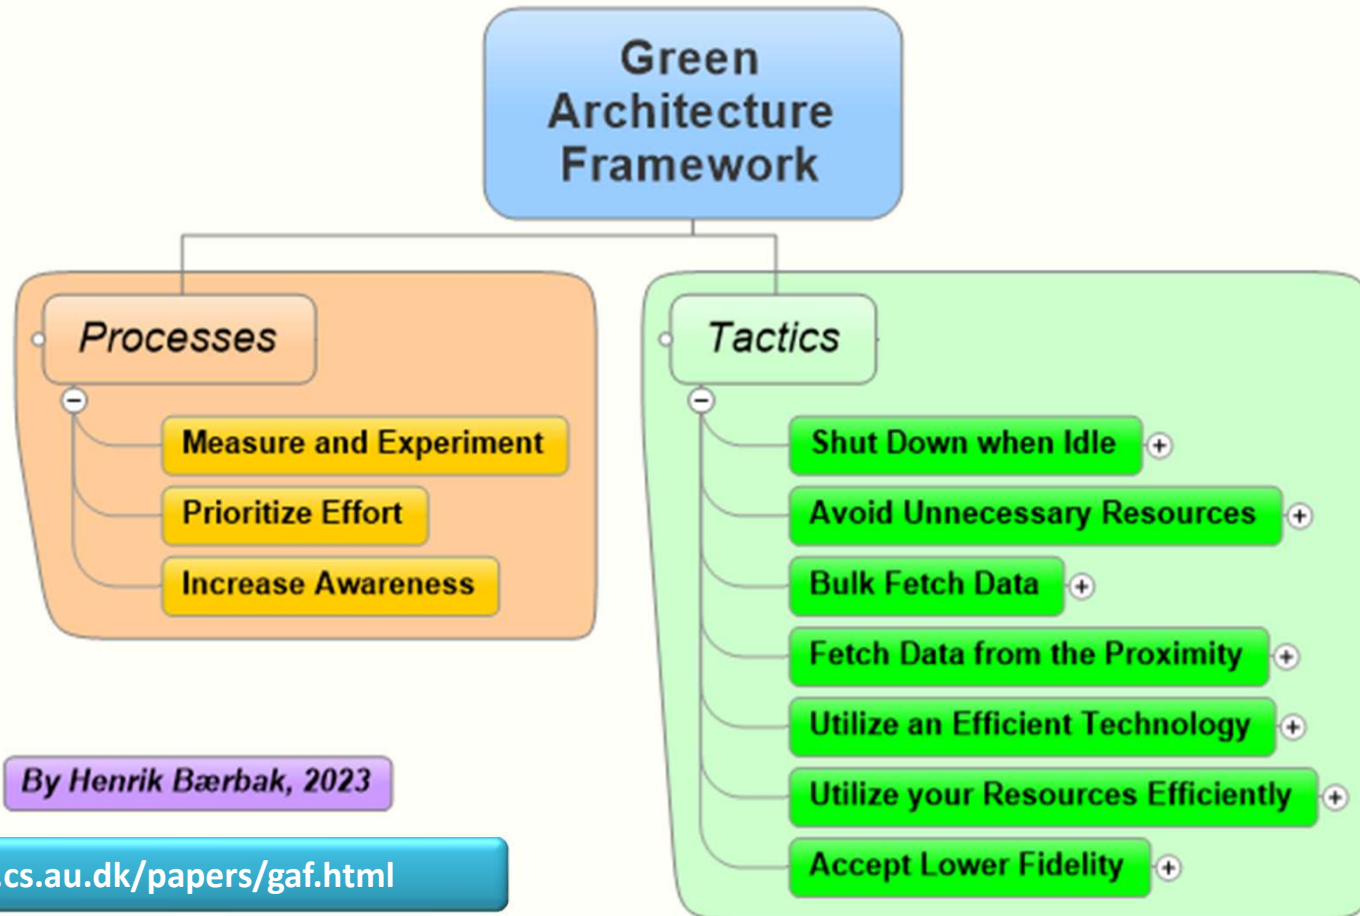 Green
Architecture
Framework
Processes
Measure and Experiment
Prioritize Effort
Increase Awareness
Tactics
Shut Down when Idle
Avoid Unnecessary Resources
Bulk Fetch Data
Fetch Data from the Proximity
Utilize an Efficient Technology
Utilize your Resources Efficiently
Accept Lower Fidelity
By Henrik Bærbak, 2023
.cs.au.dk/papers/gaf.html